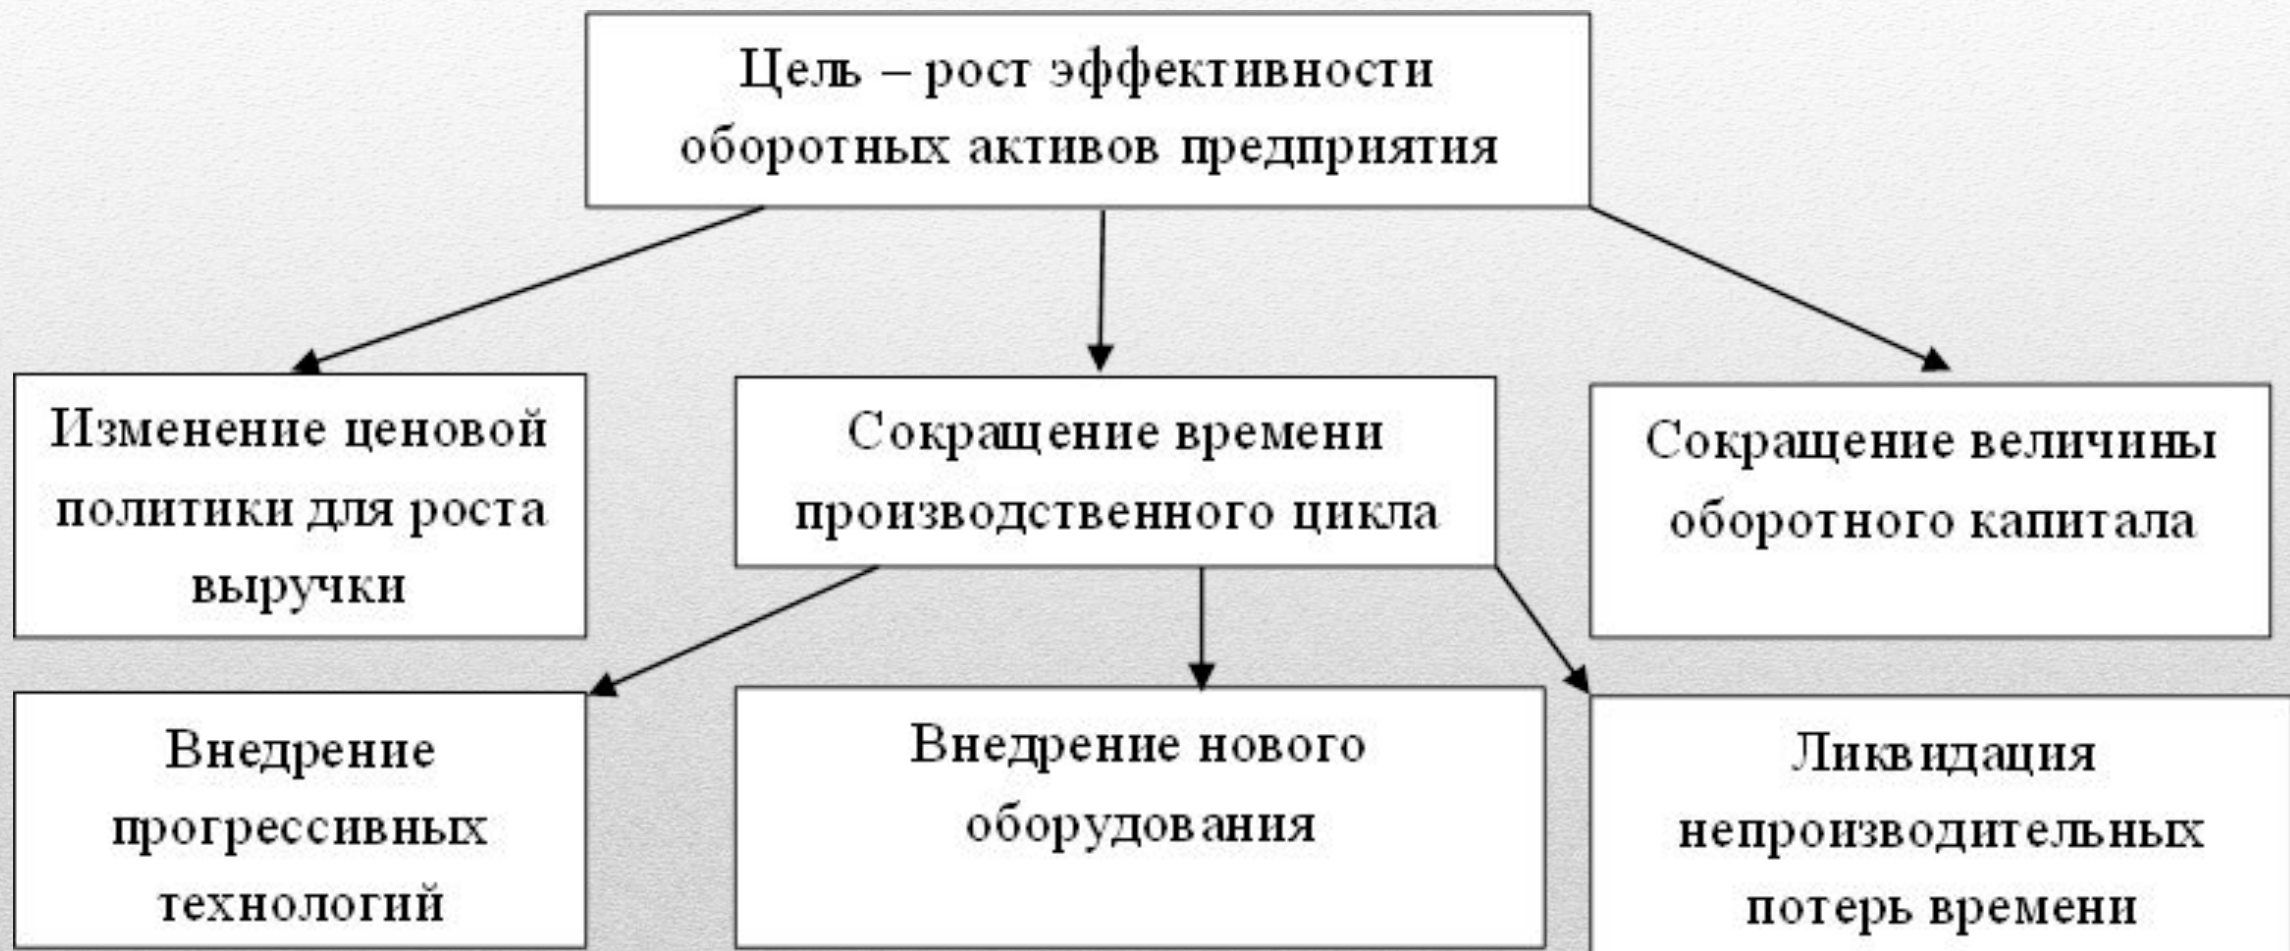 Цель – рост эффективности
оборотных активов предприятия
Изменение ценовой
политики для роста
выручки
Сокращение времени
производственного цикла
Сокращение величины
оборотного капитала
Внедрение
прогрессивных
технологий
Внедрение нового
оборудования
Ликвидация
непроизводительных
потерь времени